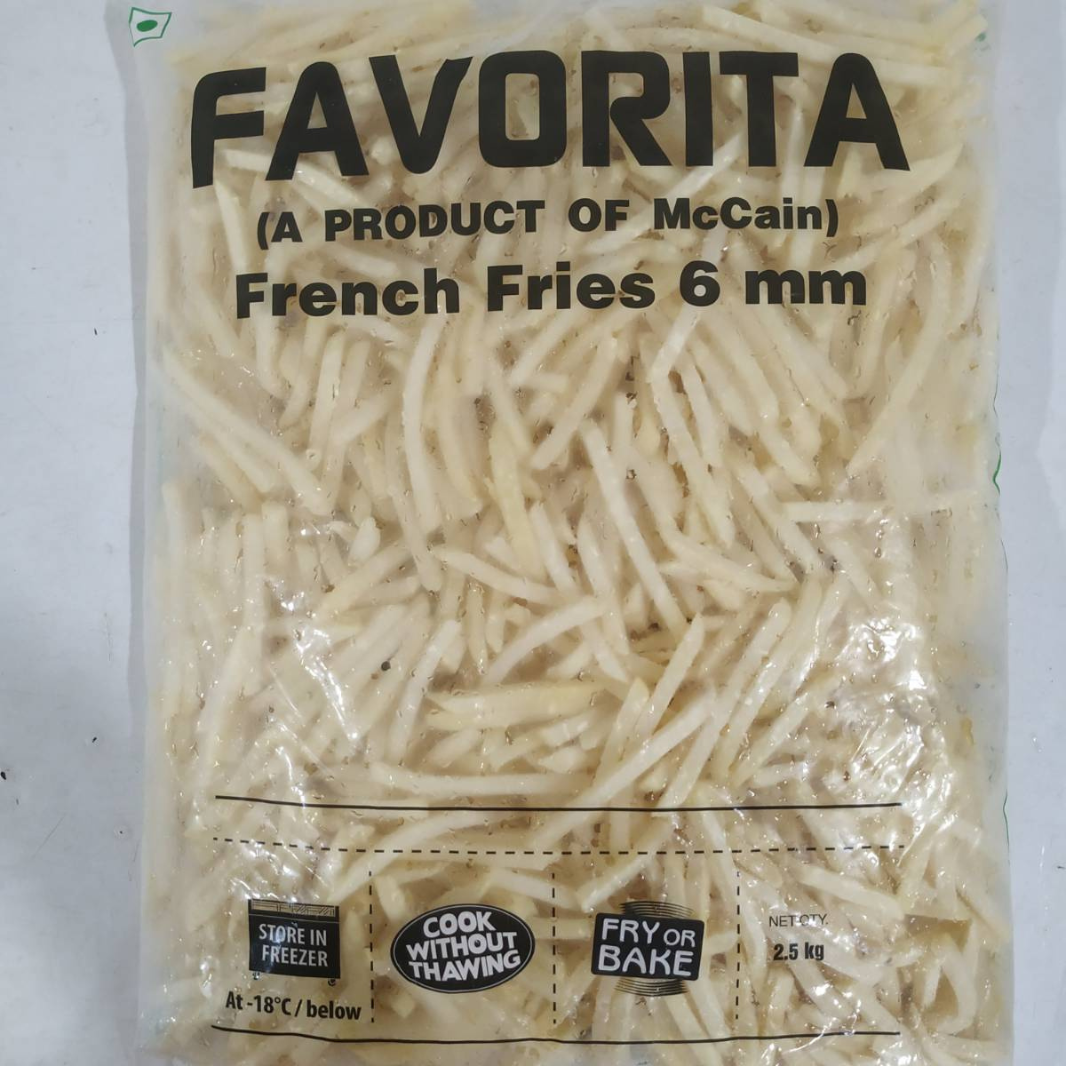 FAVORITA
(A PRODUCT OF McCain)
French Fries 6 mm
STORE IN
FREEZER
At -18°C / below
COOK
WITHOUT
THAWING
FRY OR
BAKE
NET QTY.
2.5 kg